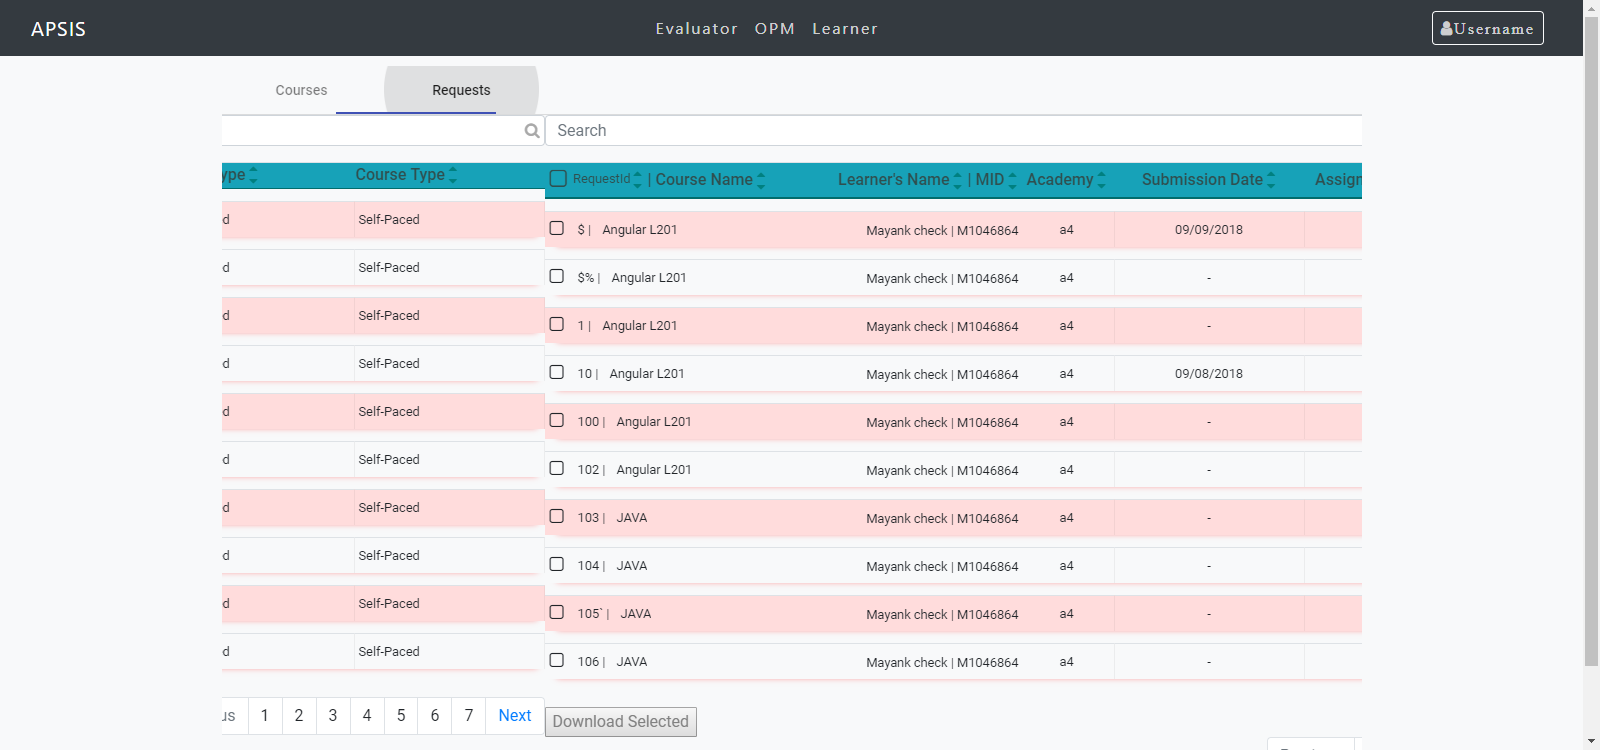 APSIS Evaluator OPM Learner Username
Courses Requests
Search
ype Course Type RequestId | Course Name Learner's Name | MID Academy Submission Date Assign
d Self-Paced $ | Angular L201 Mayank check | M1046864 a4 09/09/2018
d Self-Paced $% | Angular L201 Mayank check | M1046864 a4 -
d Self-Paced 1 | Angular L201 Mayank check | M1046864 a4 -
d Self-Paced 10 | Angular L201 Mayank check | M1046864 a4 09/08/2018
d Self-Paced 100 | Angular L201 Mayank check | M1046864 a4 -
d Self-Paced 102 | Angular L201 Mayank check | M1046864 a4 -
d Self-Paced 103 | JAVA Mayank check | M1046864 a4 -
d Self-Paced 104 | JAVA Mayank check | M1046864 a4 -
d Self-Paced 105` | JAVA Mayank check | M1046864 a4 -
d Self-Paced 106 | JAVA Mayank check | M1046864 a4 -
us 1 2 3 4 5 6 7 Next
Download Selected